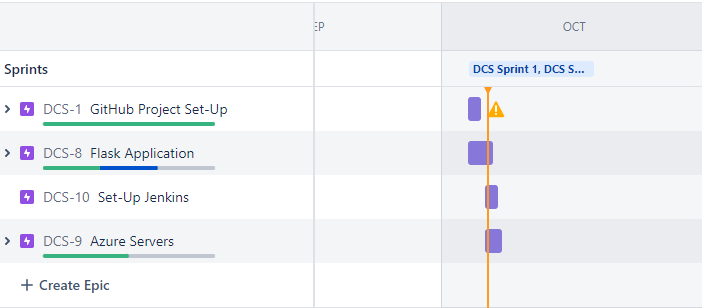 EP
OCT
Sprints
DCS Sprint 1, DCS S...
DCS-1 GitHub Project Set-Up
DCS-8 Flask Application
DCS-10 Set-Up Jenkins
DCS-9 Azure Servers
+ Create Epic